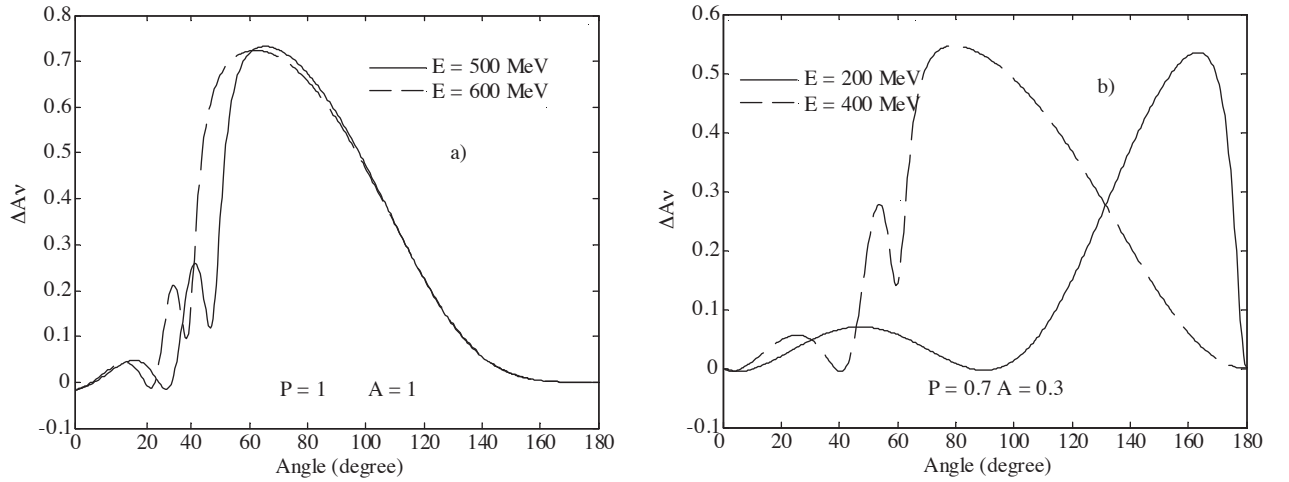 0.8
0.7
0.6
0.5
0.4
0.3
0.2
0.1
0
-0.1
ΔAν
E = 500 MeV
E = 600 MeV
a)
P = 1 A = 1
0 20 40 60 80 100 120 140 160 180
Angle (degree)
0.6
0.5
0.4
0.3
0.2
0.1
0
-0.1
ΔAν
E = 200 MeV
E = 400 MeV
b)
P = 0.7 A = 0.3
0 20 40 60 80 100 120 140 160 180
Angle (degree)